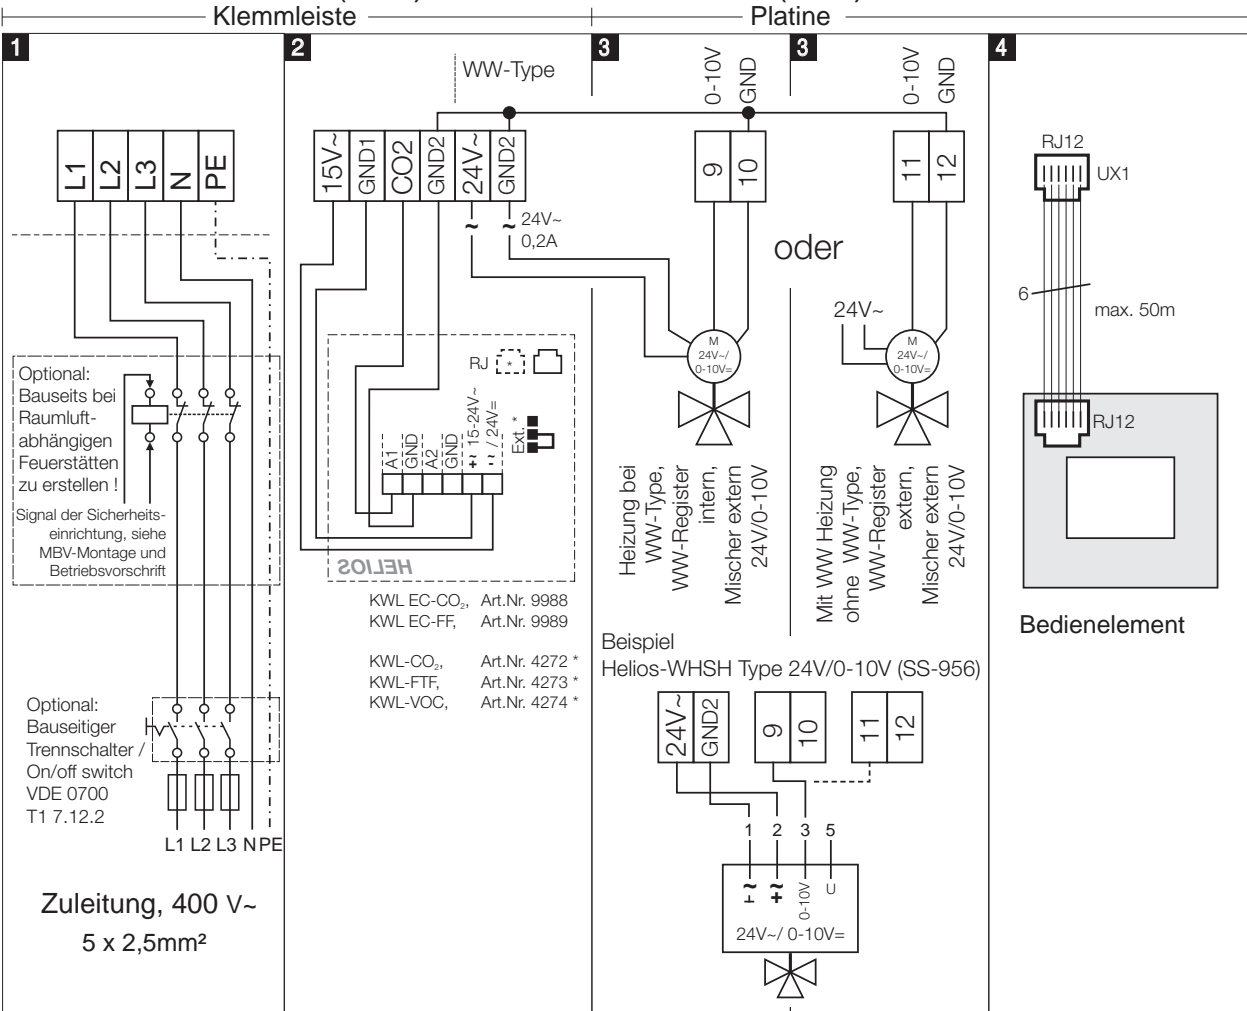 Klemmleiste
Platine
1
L1
L2
L3
N
PE
Optional:
Bauseits bei
Raumluft-
abhängigen
Feuerstätten
zu erstellen !
Signal der Sicherheits-
einrichtung, siehe
MBV-Montage und
Betriebsvorschrift
Optional:
Bauseitiger
Trennschalter /
On/off switch
VDE 0700
T1 7.12.2
L1 L2 L3 N PE
Zuleitung, 400 V~
5 x 2,5mm²
2
WW-Type
15V~
GND1
CO2
GND2
24V~
GND2
~ ~ 24V~
0,2A
RJ *
A1
GND
A2
GND
+~ 15-24V~
-~ / 24V=
Ext. *
HELIOS
KWL EC-CO₂, Art.Nr. 9988
KWL EC-FF, Art.Nr. 9989
KWL-CO₂, Art.Nr. 4272 *
KWL-FTF, Art.Nr. 4273 *
KWL-VOC, Art.Nr. 4274 *
3
0-10V
GND
9
10
M
24V~/
0-10V=
Heizung bei
WW-Type,
WW-Register
intern,
Mischer extern
24V/0-10V
oder
3
0-10V
GND
11
12
24V~
M
24V~/
0-10V=
Mit WW Heizung
ohne WW-Type,
WW-Register
extern,
Mischer extern
24V/0-10V
Beispiel
Helios-WHSH Type 24V/0-10V (SS-956)
24V~
GND2
9
10
11
12
1 2 3 5
⊥~
+~
0-10V
U
24V~/ 0-10V=
4
RJ12
UX1
6
max. 50m
RJ12
Bedienelement